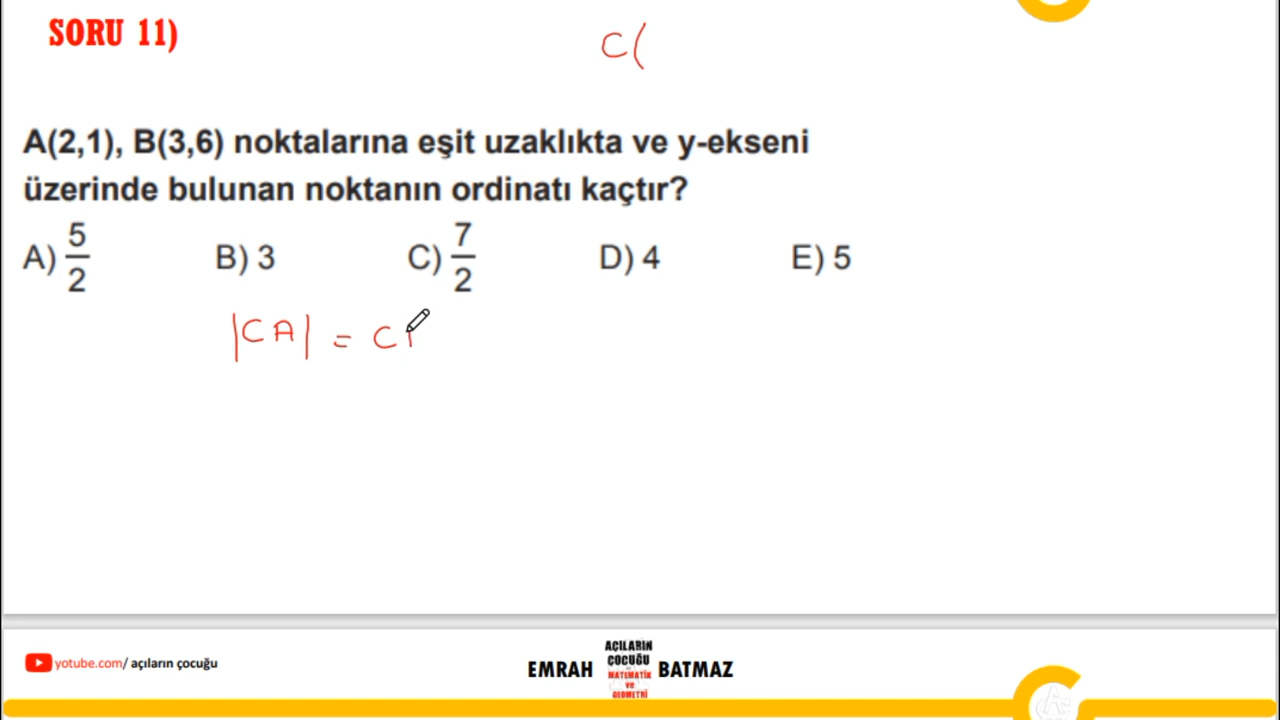 SORU 11)
C(
A(2,1), B(3,6) noktalarına eşit uzaklıkta ve y-ekseni
üzerinde bulunan noktanın ordinatı kaçtır?
A) 5/2 B) 3 C) 7/2 D) 4 E) 5
|CA| = C
yotube.com/ açıların çocuğu
EMRAH
AÇILARIN
ÇOCUĞU
MATEMATİK
ve
GEOMETRİ
BATMAZ